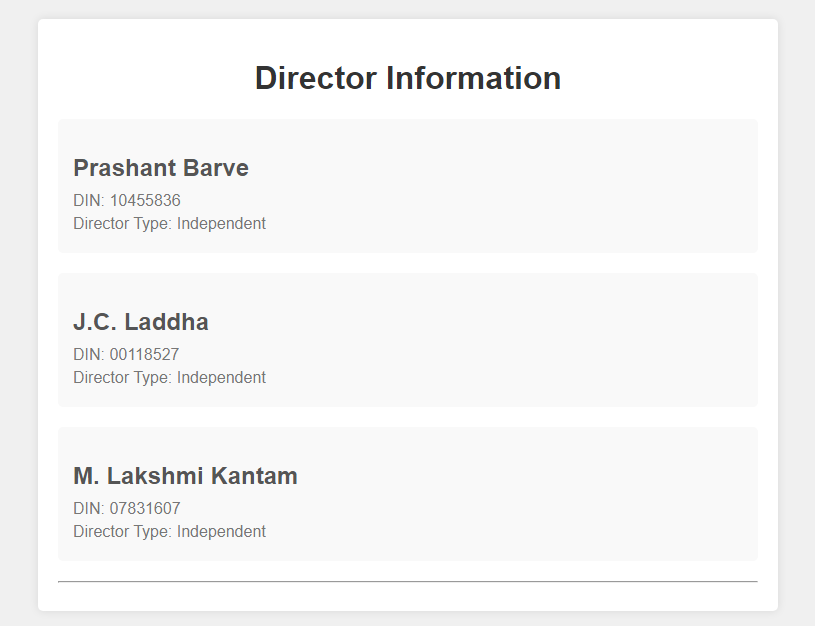 Director Information
Prashant Barve
DIN: 10455836
Director Type: Independent
J.C. Laddha
DIN: 00118527
Director Type: Independent
M. Lakshmi Kantam
DIN: 07831607
Director Type: Independent